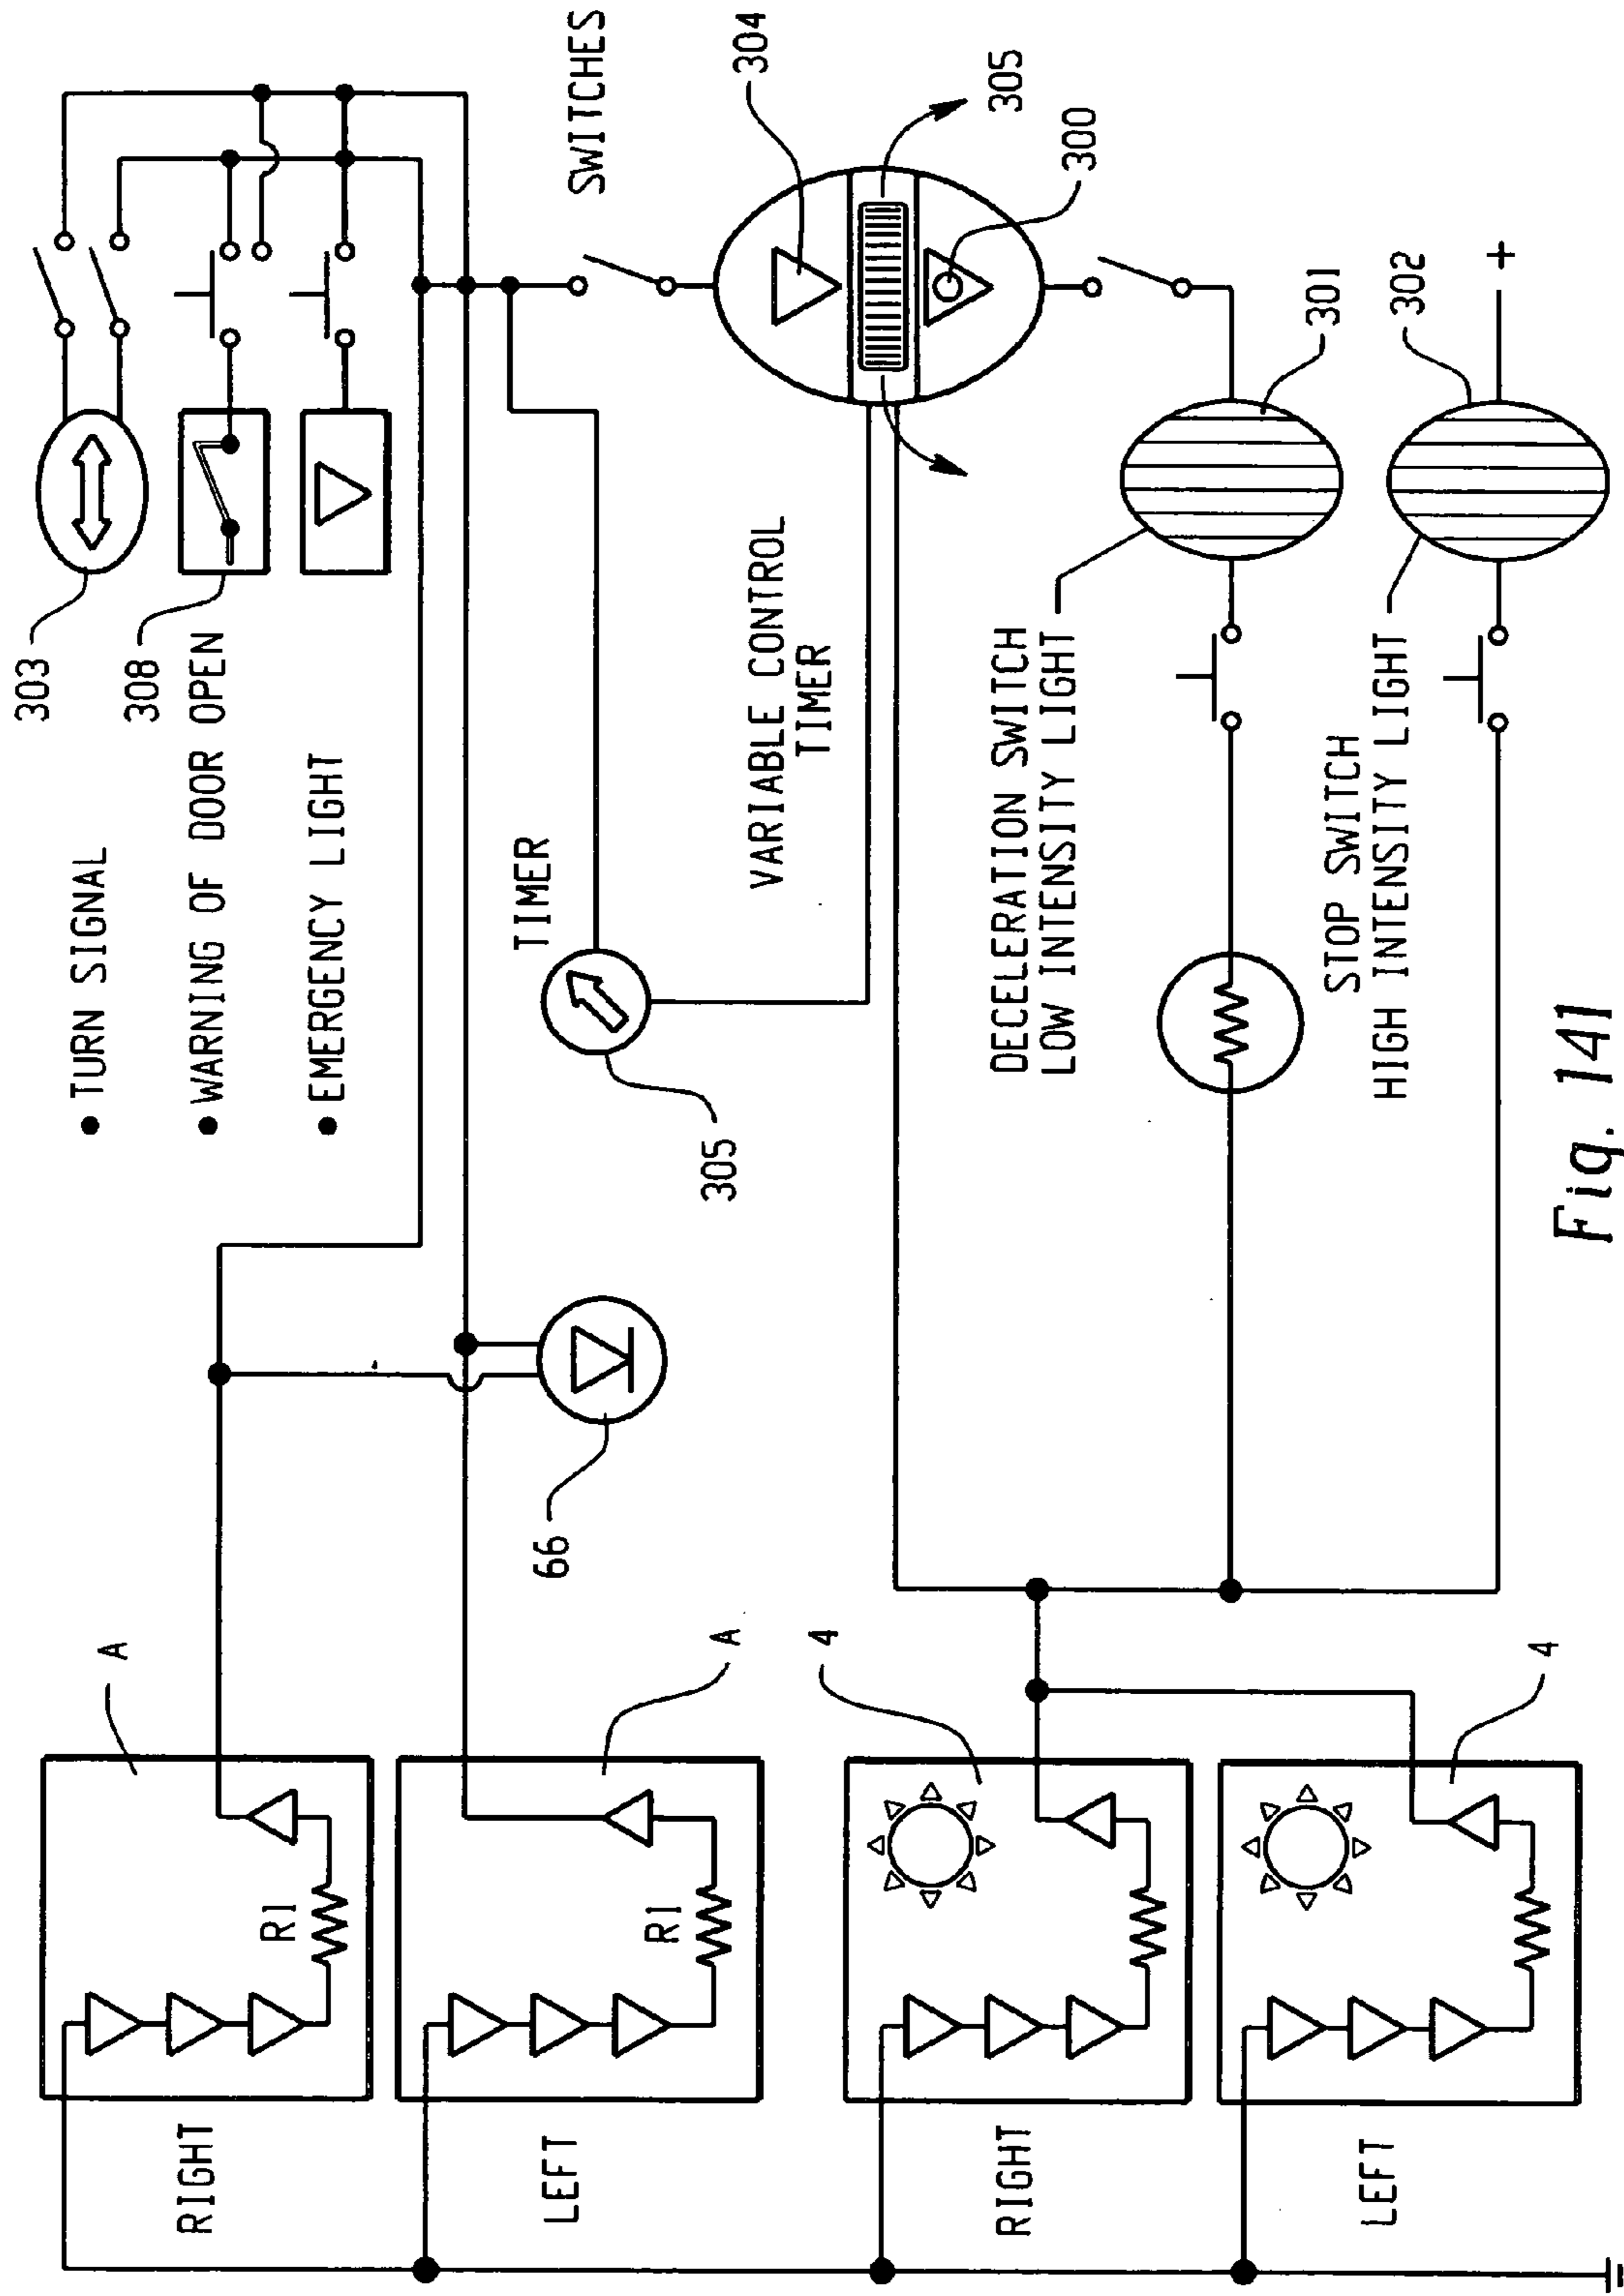 RIGHT
A
R1
LEFT
A
R1
RIGHT
4
LEFT
4
66
• TURN SIGNAL
• WARNING OF DOOR OPEN
• EMERGENCY LIGHT
303
308
TIMER
305
SWITCHES
VARIABLE CONTROL
TIMER
304
305
300
DECELERATION SWITCH
LOW INTENSITY LIGHT
301
STOP SWITCH
HIGH INTENSITY LIGHT
302
+
Fig. 141